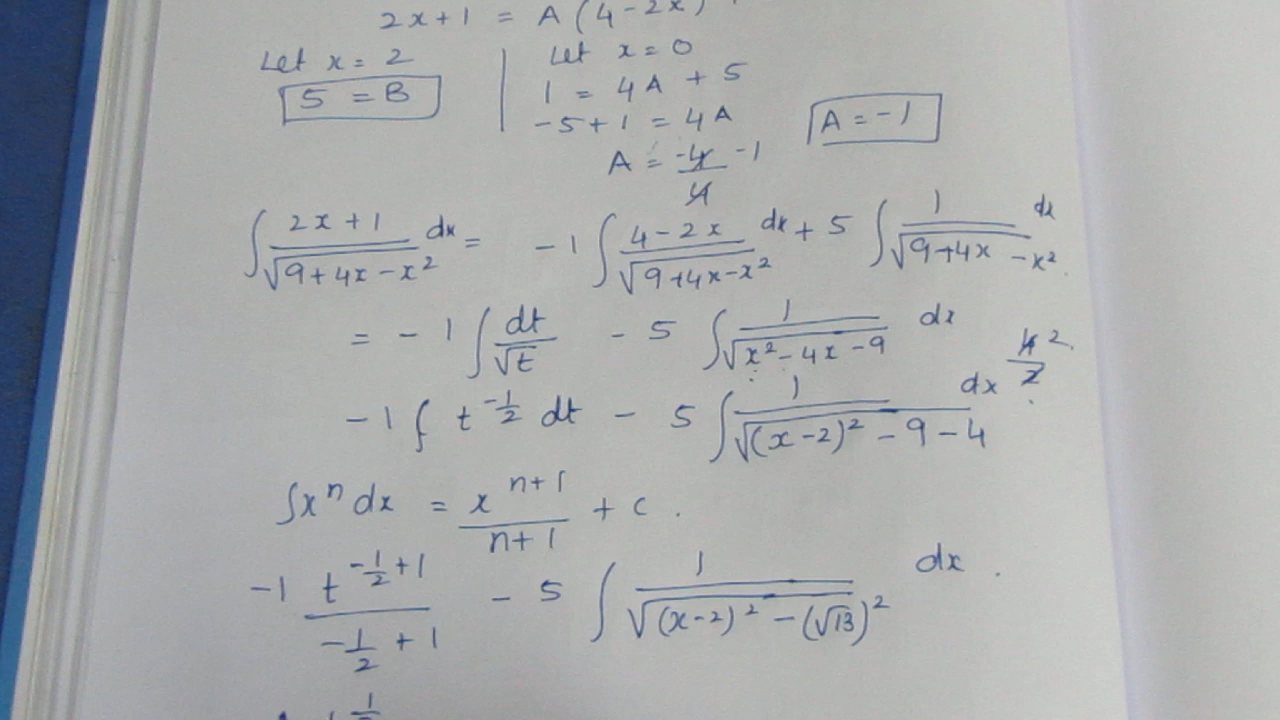 2x+1 = A(4-2x)
Let x = 2 | Let x = 0
5 = B | 1 = 4A + 5
-5+1 = 4A A = -1
A = -4/4 -1
∫ 2x+1/√9+4x-x² dx = -1 ∫ 4-2x/√9+4x-x² dx + 5 ∫ 1/√9+4x-x² dx
= -1 ∫ dt/√t - 5 ∫ 1/√x²-4x-9 dx 4/2 2
-1 ∫ t^-1/2 dt - 5 ∫ 1/√(x-2)²-9-4 dx
∫xⁿ dx = x^n+1/n+1 + c.
-1 t^-1/2+1/-1/2+1 - 5 ∫ 1/√(x-2)²-(√13)² dx.